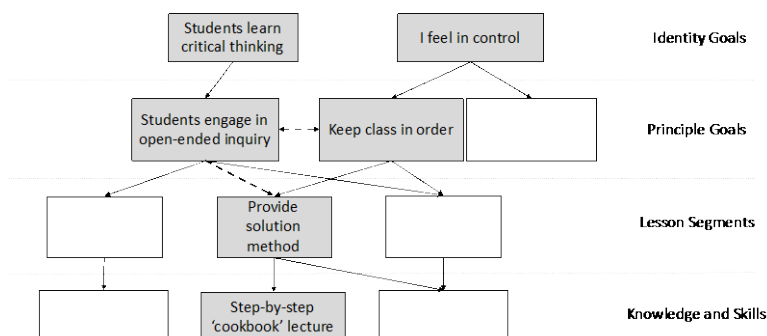 Students learn
critical thinking
I feel in control
Identity Goals
Students engage in
open-ended inquiry
Keep class in order
Principle Goals
Provide
solution
method
Lesson Segments
Step-by-step
‘cookbook’ lecture
Knowledge and Skills